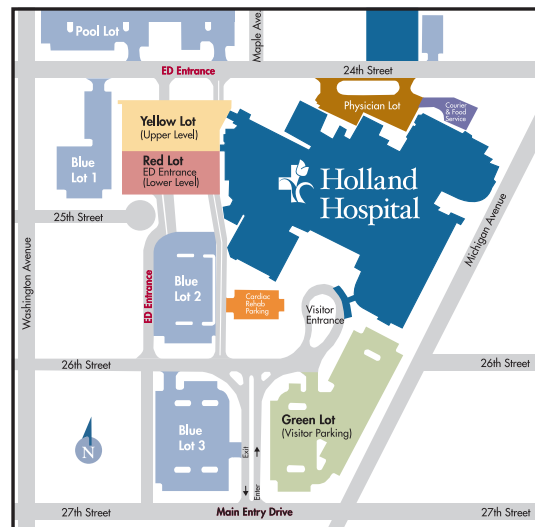 Pool Lot
Maple Ave.
ED Entrance
24th Street
Physician Lot
Courier
& Food
Service
Yellow Lot
(Upper Level)
Red Lot
ED Entrance
(Lower Level)
Blue
Lot 1
Holland
Hospital
25th Street
Washington Avenue
Michigan Avenue
ED Entrance
Blue
Lot 2
Cardiac
Rehab
Parking
Visitor
Entrance
26th Street
26th Street
Blue
Lot 3
Green Lot
(Visitor Parking)
N
Exit
Enter
27th Street
Main Entry Drive
27th Street